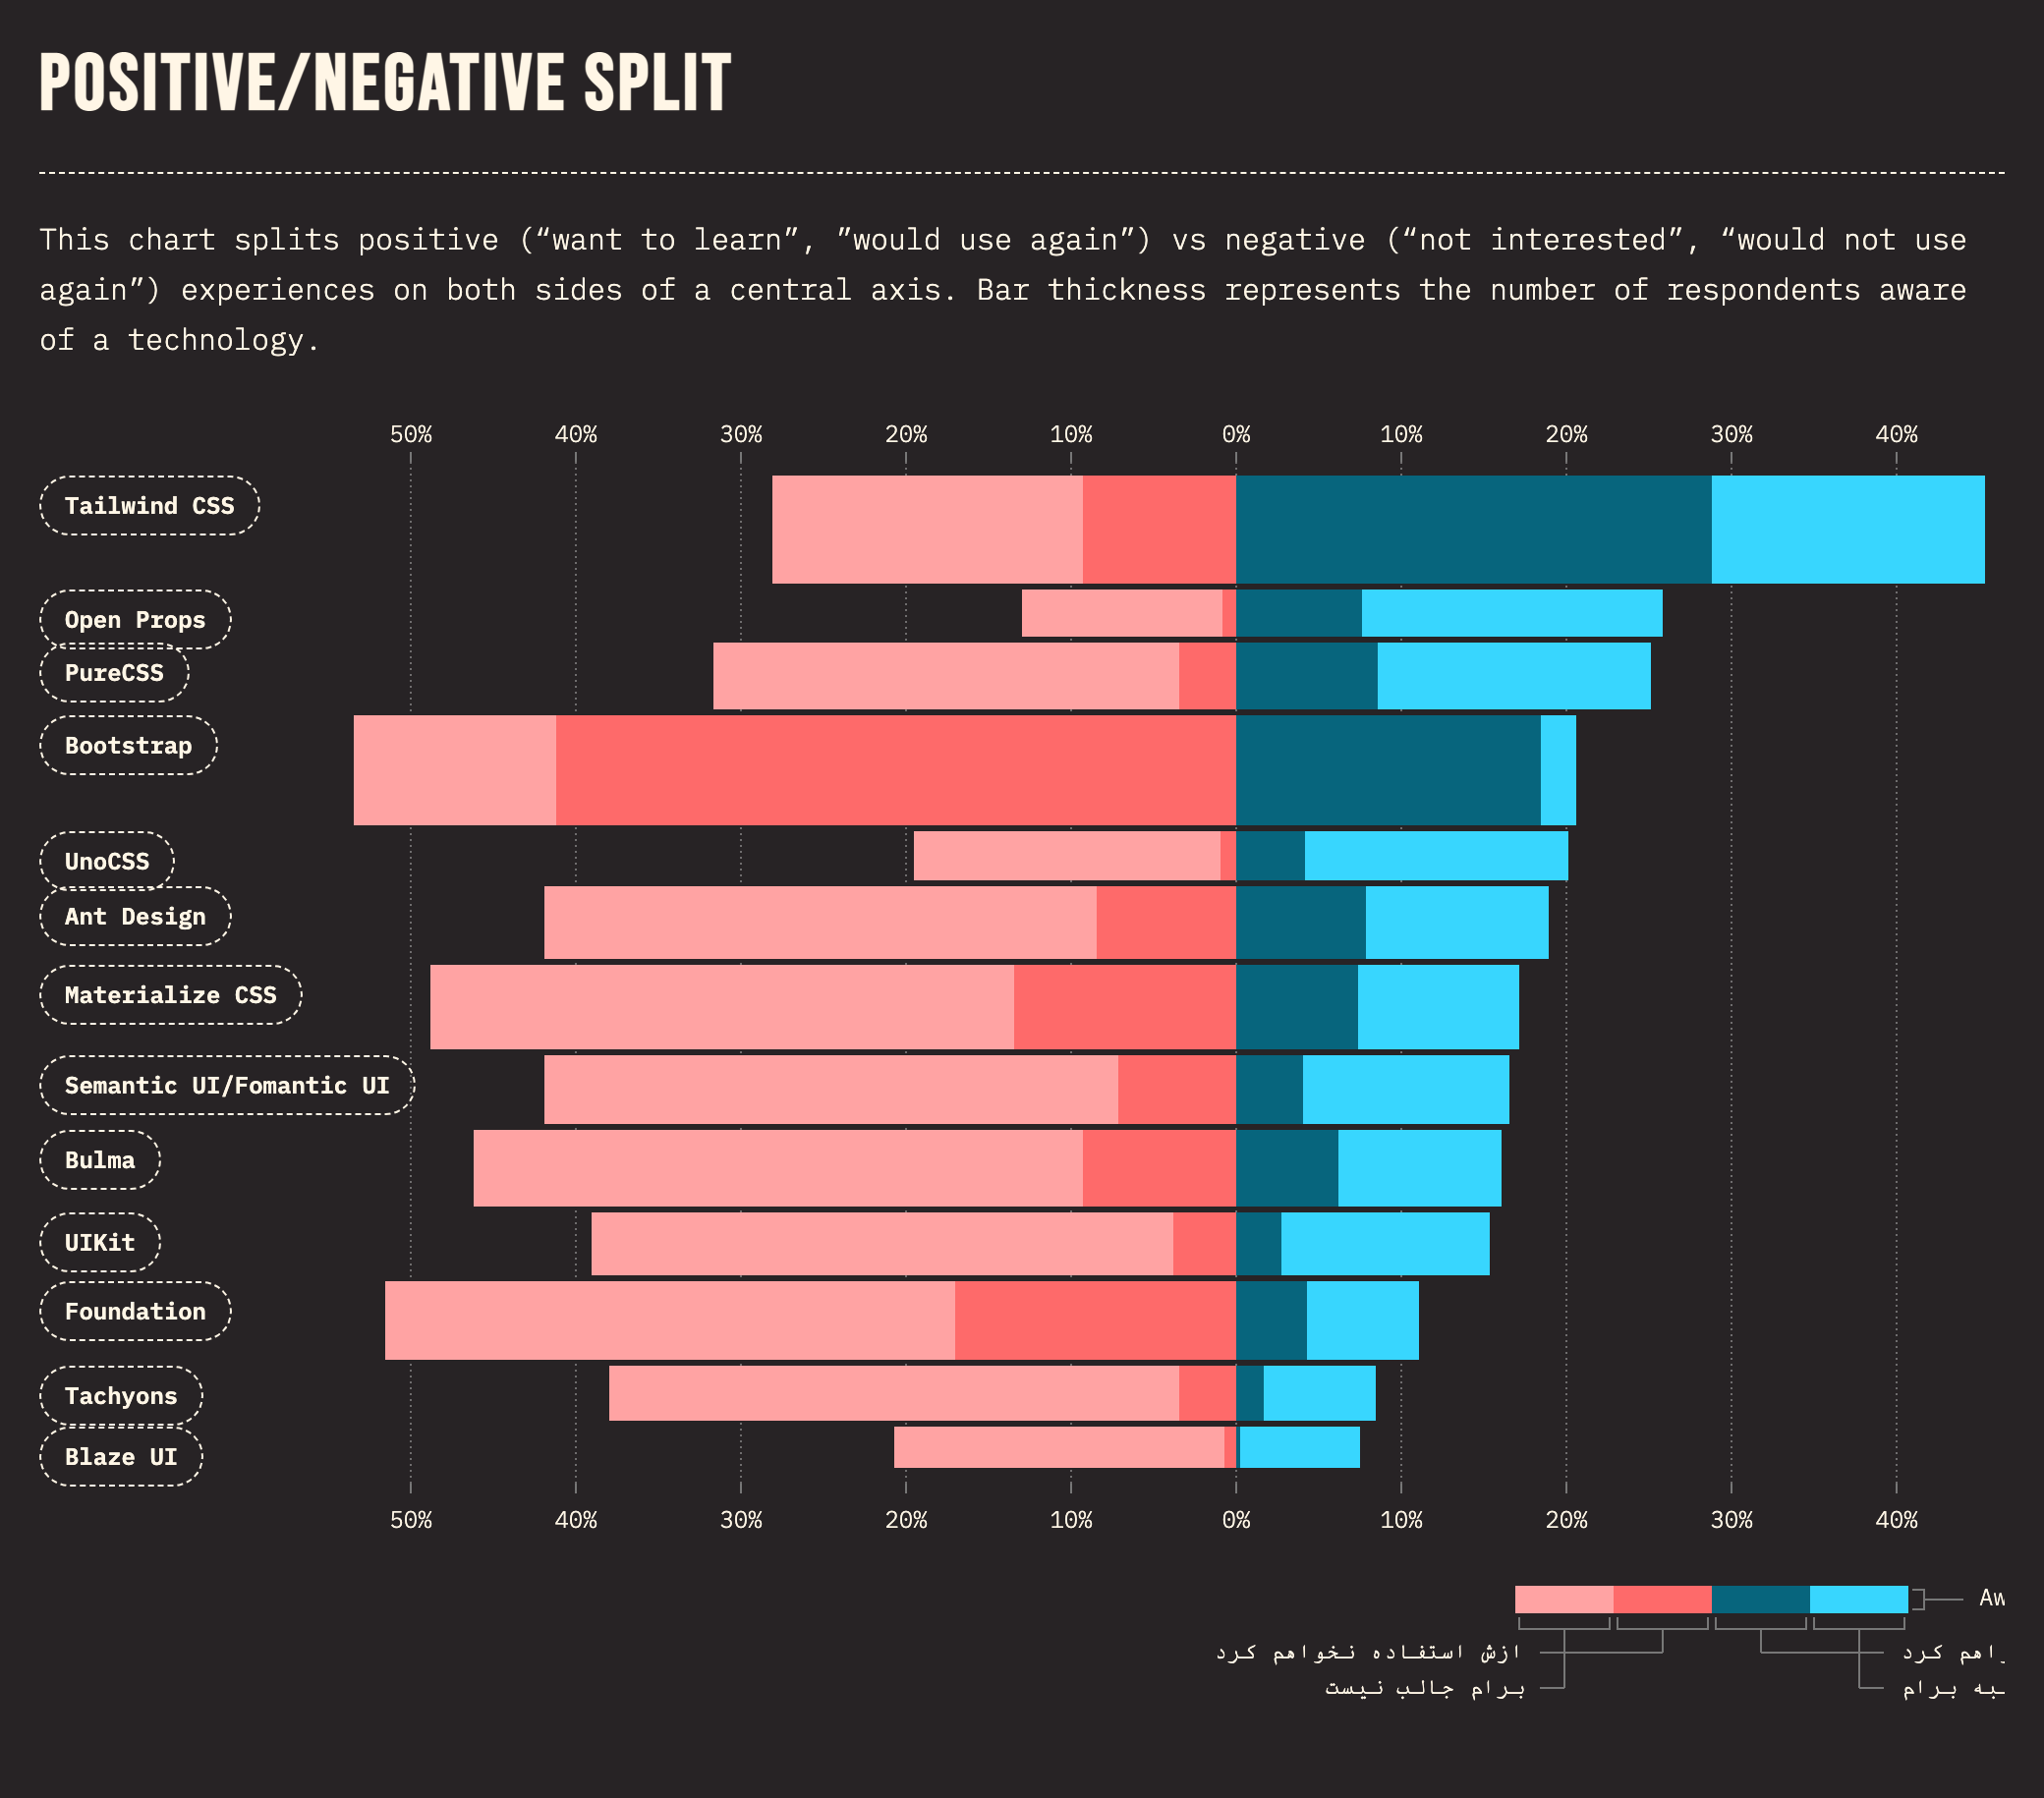 POSITIVE/NEGATIVE SPLIT
This chart splits positive (“want to learn”, ”would use again”) vs negative (“not interested”, “would not use
again”) experiences on both sides of a central axis. Bar thickness represents the number of respondents aware
of a technology.
50% 40% 30% 20% 10% 0% 10% 20% 30% 40%
Tailwind CSS
Open Props
PureCSS
Bootstrap
UnoCSS
Ant Design
Materialize CSS
Semantic UI/Fomantic UI
Bulma
UIKit
Foundation
Tachyons
Blaze UI
50% 40% 30% 20% 10% 0% 10% 20% 30% 40%
ازش استفاده نخواهم کرد
کرد
برام جالب نیست
برام